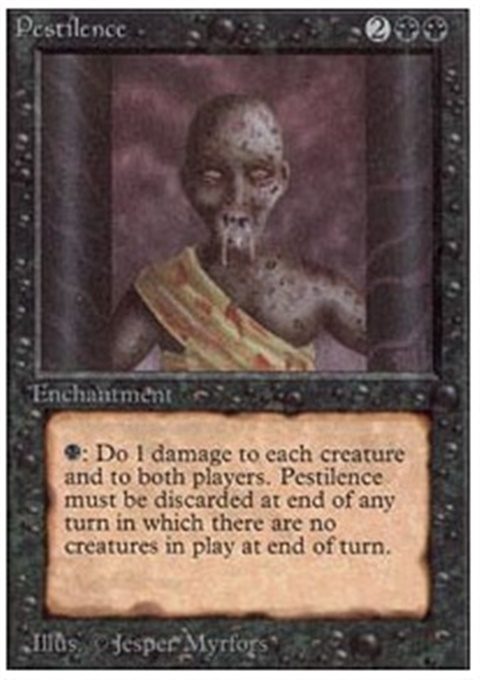 Pestilence 2
Enchantment
: Do 1 damage to each creature
and to both players. Pestilence
must be discarded at end of any
turn in which there are no
creatures in play at end of turn.
Illus. © Jesper Myrfors